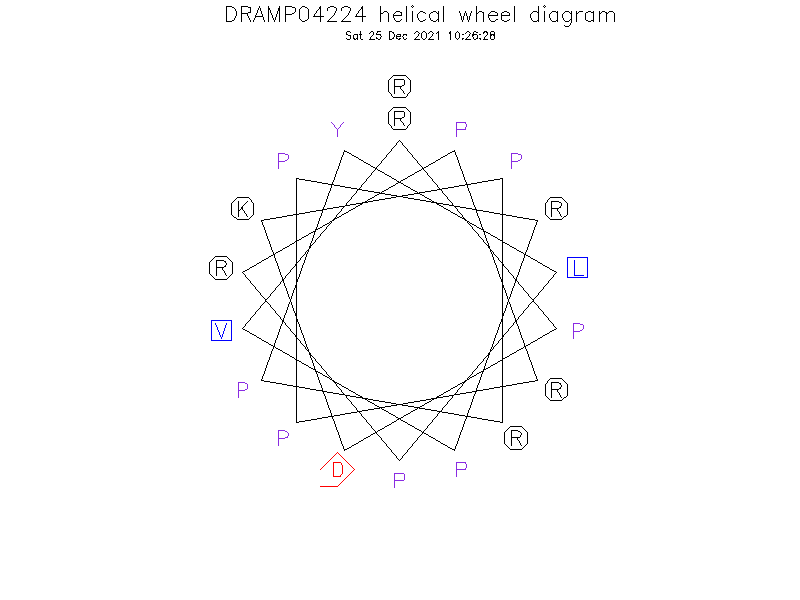 DRAMP04224 helical wheel diagram
Sat 25 Dec 2021 10:26:28
R
R
Y P
P P
K R
R L
V P
P R
P R
D P
P